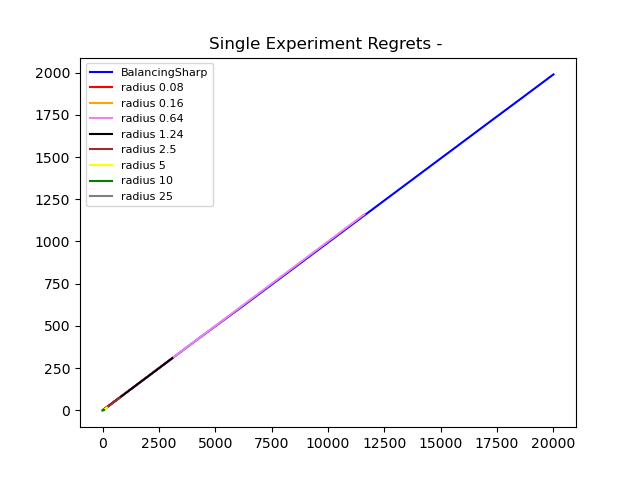 Single Experiment Regrets -
2000
1750
1500
1250
1000
750
500
250
0
BalancingSharp
radius 0.08
radius 0.16
radius 0.64
radius 1.24
radius 2.5
radius 5
radius 10
radius 25
0 2500 5000 7500 10000 12500 15000 17500 20000